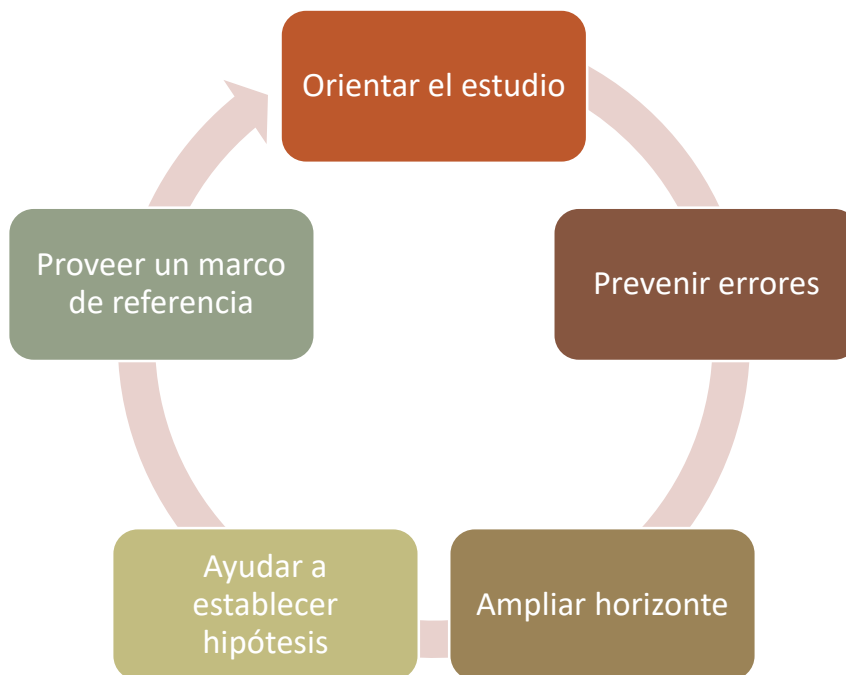 Orientar el estudio
Prevenir errores
Ampliar horizonte
Ayudar a
establecer
hipótesis
Proveer un marco
de referencia